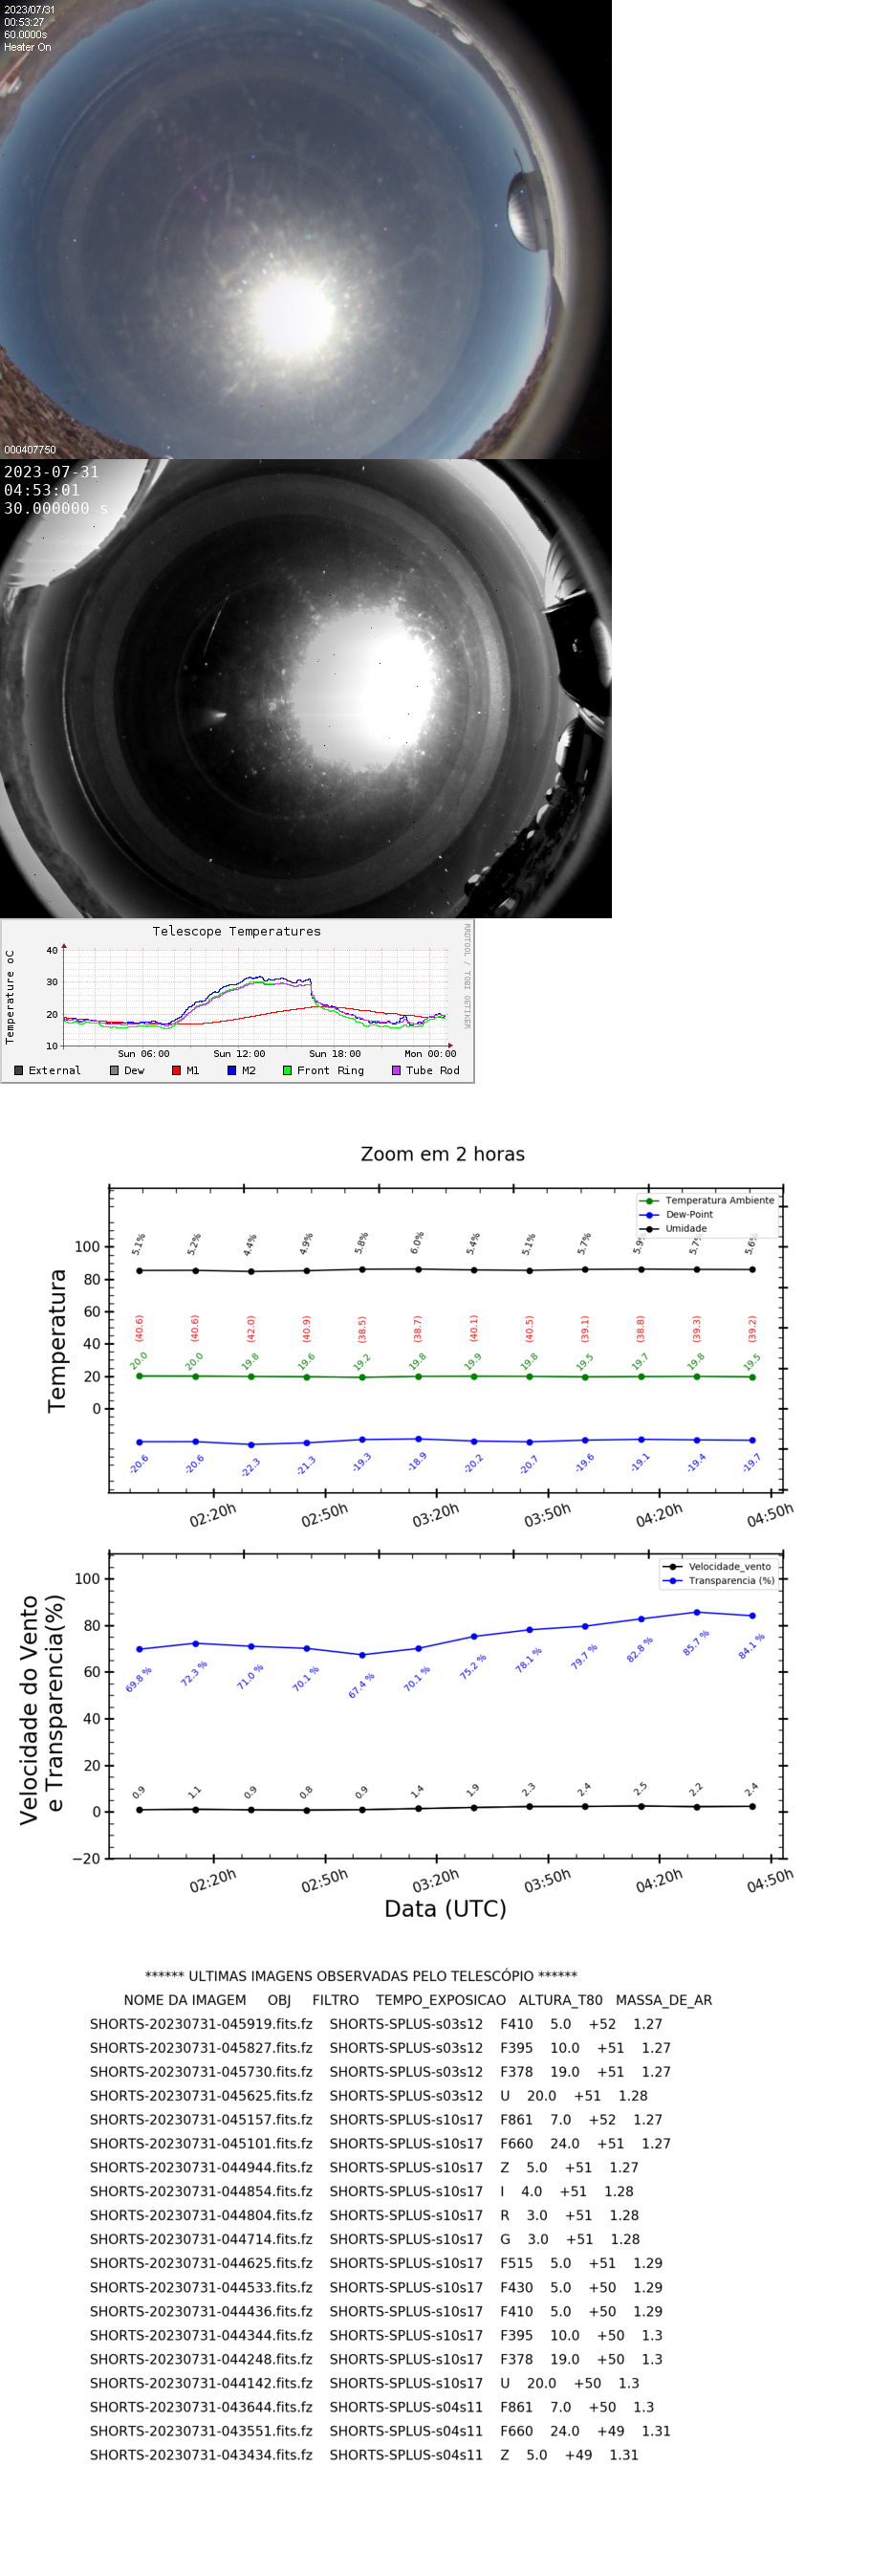 2023/07/31
00:53:27
60.0000s
Heater On
000407750
2023-07-31
04:53:01
30.000000 s
Telescope Temperatures
RRDTOOL / TOBI OETIKER
Temperature oC
40
30
20
10
Sun 06:00 Sun 12:00 Sun 18:00 Mon 00:00
External Dew M1 M2 Front Ring Tube Rod
Zoom em 2 horas
Temperatura Ambiente
Dew-Point
Umidade
Temperatura
100
80
60
40
20
0
5.1% 5.2% 4.4% 4.9% 5.8% 6.0% 5.4% 5.1% 5.7% 5.9% 5.7% 5.6%
(40.6) (40.6) (42.0) (40.9) (38.5) (38.7) (40.1) (40.5) (39.1) (38.8) (39.3) (39.2)
20.0 20.0 19.8 19.6 19.2 19.8 19.9 19.8 19.5 19.7 19.8 19.5
-20.6 -20.6 -22.3 -21.3 -19.3 -18.9 -20.2 -20.7 -19.6 -19.1 -19.4 -19.7
02:20h 02:50h 03:20h 03:50h 04:20h 04:50h
Velocidade_vento
Transparencia (%)
Velocidade do Vento
e Transparencia(%)
100
80
60
40
20
0
−20
69.8 % 72.3 % 71.0 % 70.1 % 67.4 % 70.1 % 75.2 % 78.1 % 79.7 % 82.8 % 85.7 % 84.1 %
0.9 1.1 0.9 0.8 0.9 1.4 1.9 2.3 2.4 2.5 2.2 2.4
02:20h 02:50h 03:20h 03:50h 04:20h 04:50h
Data (UTC)
****** ULTIMAS IMAGENS OBSERVADAS PELO TELESCÓPIO ******
NOME DA IMAGEM OBJ FILTRO TEMPO_EXPOSICAO ALTURA_T80 MASSA_DE_AR
SHORTS-20230731-045919.fits.fz SHORTS-SPLUS-s03s12 F410 5.0 +52 1.27
SHORTS-20230731-045827.fits.fz SHORTS-SPLUS-s03s12 F395 10.0 +51 1.27
SHORTS-20230731-045730.fits.fz SHORTS-SPLUS-s03s12 F378 19.0 +51 1.27
SHORTS-20230731-045625.fits.fz SHORTS-SPLUS-s03s12 U 20.0 +51 1.28
SHORTS-20230731-045157.fits.fz SHORTS-SPLUS-s10s17 F861 7.0 +52 1.27
SHORTS-20230731-045101.fits.fz SHORTS-SPLUS-s10s17 F660 24.0 +51 1.27
SHORTS-20230731-044944.fits.fz SHORTS-SPLUS-s10s17 Z 5.0 +51 1.27
SHORTS-20230731-044854.fits.fz SHORTS-SPLUS-s10s17 I 4.0 +51 1.28
SHORTS-20230731-044804.fits.fz SHORTS-SPLUS-s10s17 R 3.0 +51 1.28
SHORTS-20230731-044714.fits.fz SHORTS-SPLUS-s10s17 G 3.0 +51 1.28
SHORTS-20230731-044625.fits.fz SHORTS-SPLUS-s10s17 F515 5.0 +51 1.29
SHORTS-20230731-044533.fits.fz SHORTS-SPLUS-s10s17 F430 5.0 +50 1.29
SHORTS-20230731-044436.fits.fz SHORTS-SPLUS-s10s17 F410 5.0 +50 1.29
SHORTS-20230731-044344.fits.fz SHORTS-SPLUS-s10s17 F395 10.0 +50 1.3
SHORTS-20230731-044248.fits.fz SHORTS-SPLUS-s10s17 F378 19.0 +50 1.3
SHORTS-20230731-044142.fits.fz SHORTS-SPLUS-s10s17 U 20.0 +50 1.3
SHORTS-20230731-043644.fits.fz SHORTS-SPLUS-s04s11 F861 7.0 +50 1.3
SHORTS-20230731-043551.fits.fz SHORTS-SPLUS-s04s11 F660 24.0 +49 1.31
SHORTS-20230731-043434.fits.fz SHORTS-SPLUS-s04s11 Z 5.0 +49 1.31